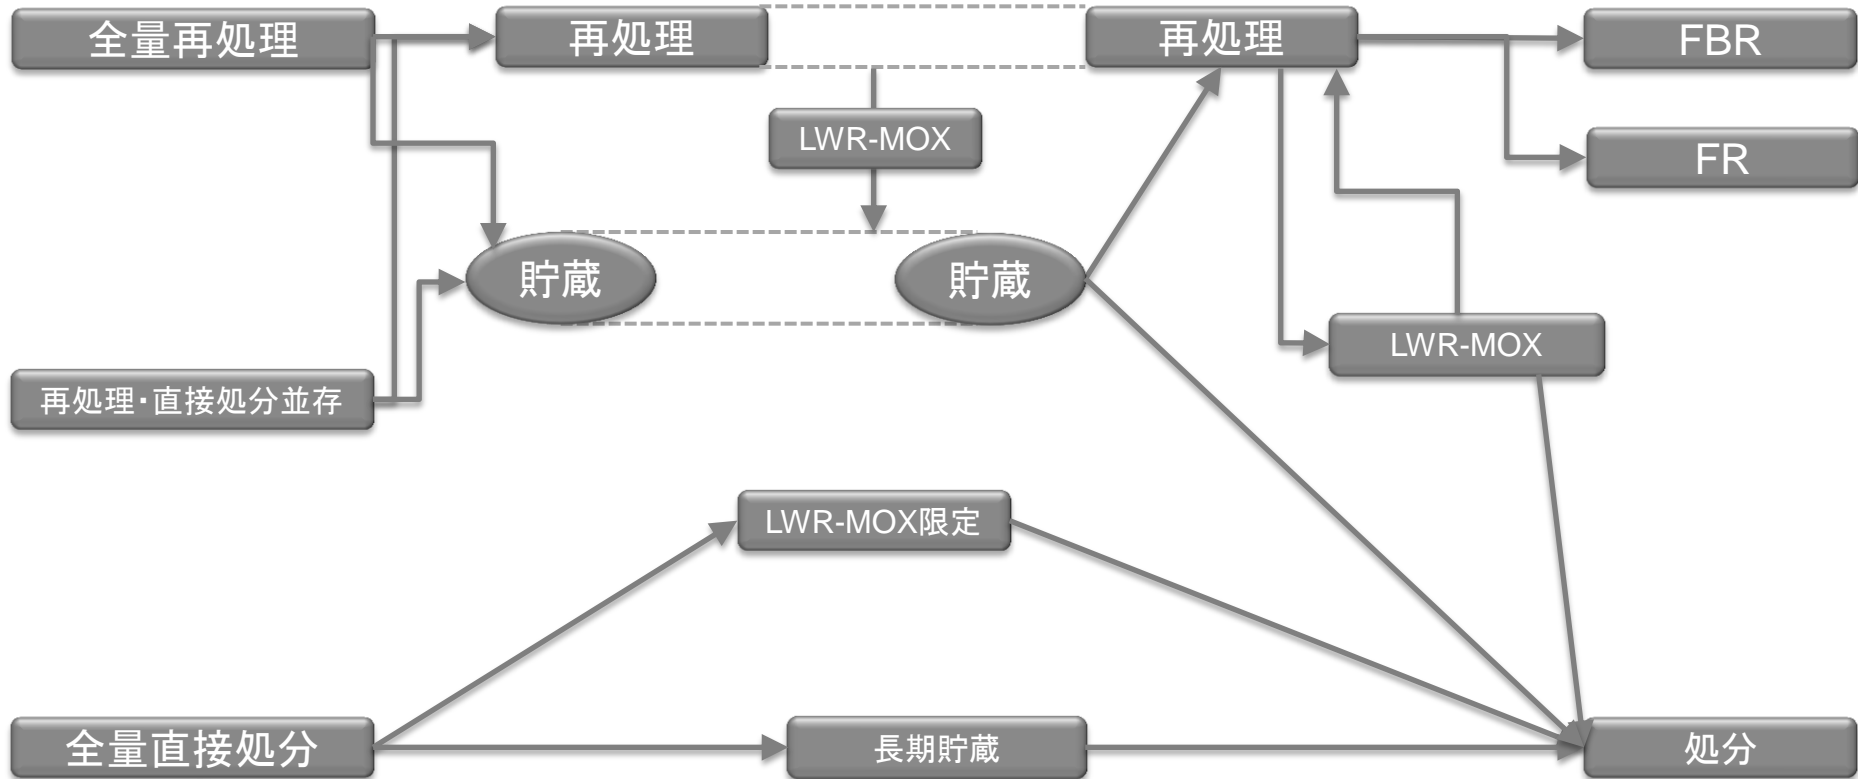 全量再処理
再処理
再処理
FBR
LWR-MOX
FR
貯蔵
貯蔵
LWR-MOX
再処理・直接処分並存
LWR-MOX限定
全量直接処分
長期貯蔵
処分